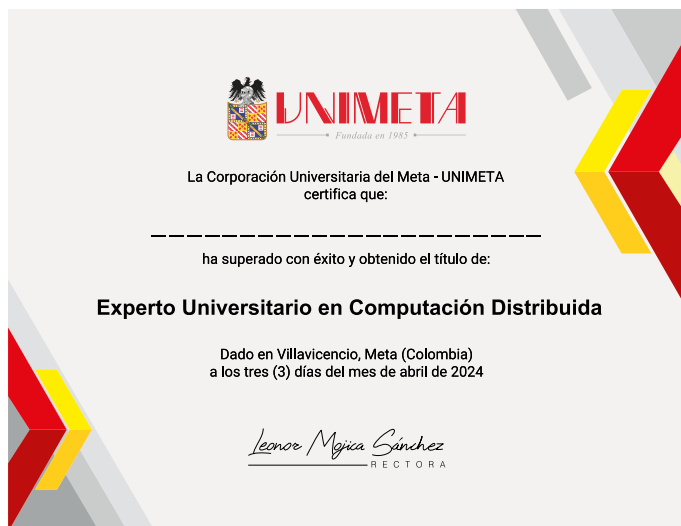 UNIMETA
Fundada en 1985
La Corporación Universitaria del Meta - UNIMETA
certifica que:
ha superado con éxito y obtenido el título de:
Experto Universitario en Computación Distribuida
Dado en Villavicencio, Meta (Colombia)
a los tres (3) días del mes de abril de 2024
Leonor Mojica Sánchez
RECTORA